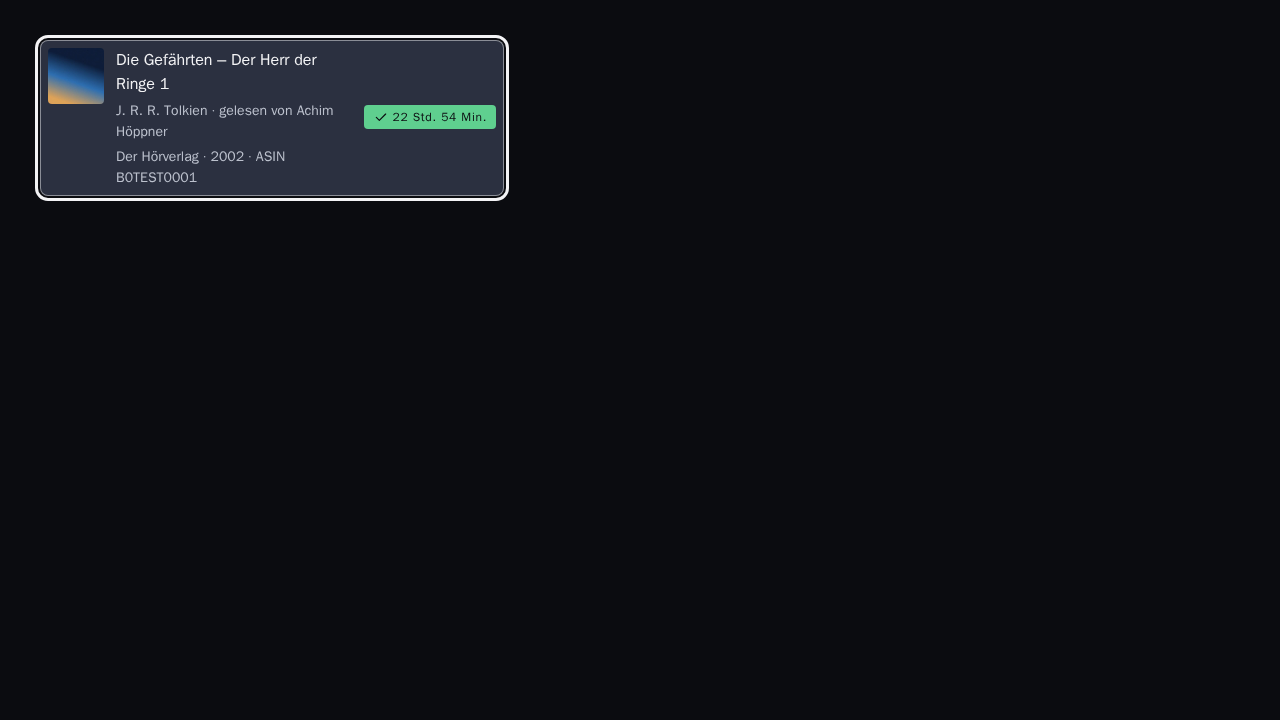 Die Gefährten – Der Herr der
Ringe 1
J. R. R. Tolkien · gelesen von Achim
Höppner
Der Hörverlag · 2002 · ASIN
B0TEST0001
22 Std. 54 Min.